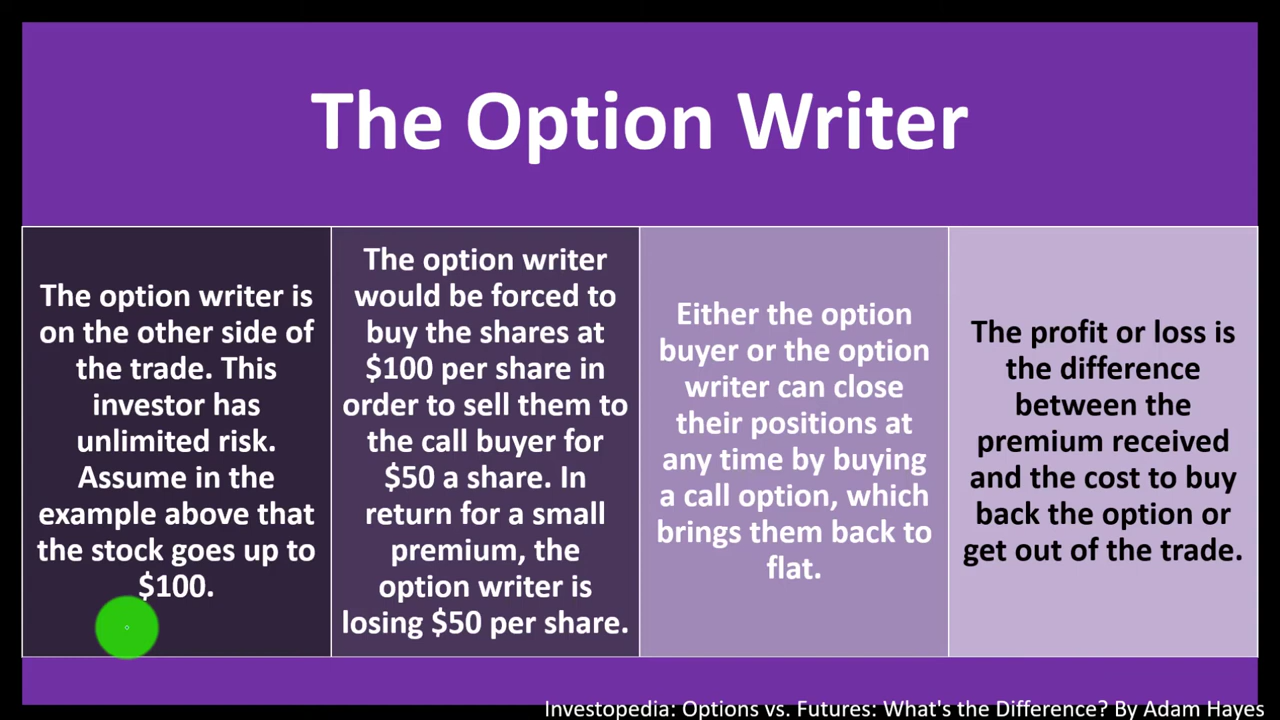 The Option Writer
The option writer is
on the other side of
the trade. This
investor has
unlimited risk.
Assume in the
example above that
the stock goes up to
$100.
The option writer
would be forced to
buy the shares at
$100 per share in
order to sell them to
the call buyer for
$50 a share. In
return for a small
premium, the
option writer is
losing $50 per share.
Either the option
buyer or the option
writer can close
their positions at
any time by buying
a call option, which
brings them back to
flat.
The profit or loss is
the difference
between the
premium received
and the cost to buy
back the option or
get out of the trade.
Investopedia: Options vs. Futures: What's the Difference? By Adam Hayes